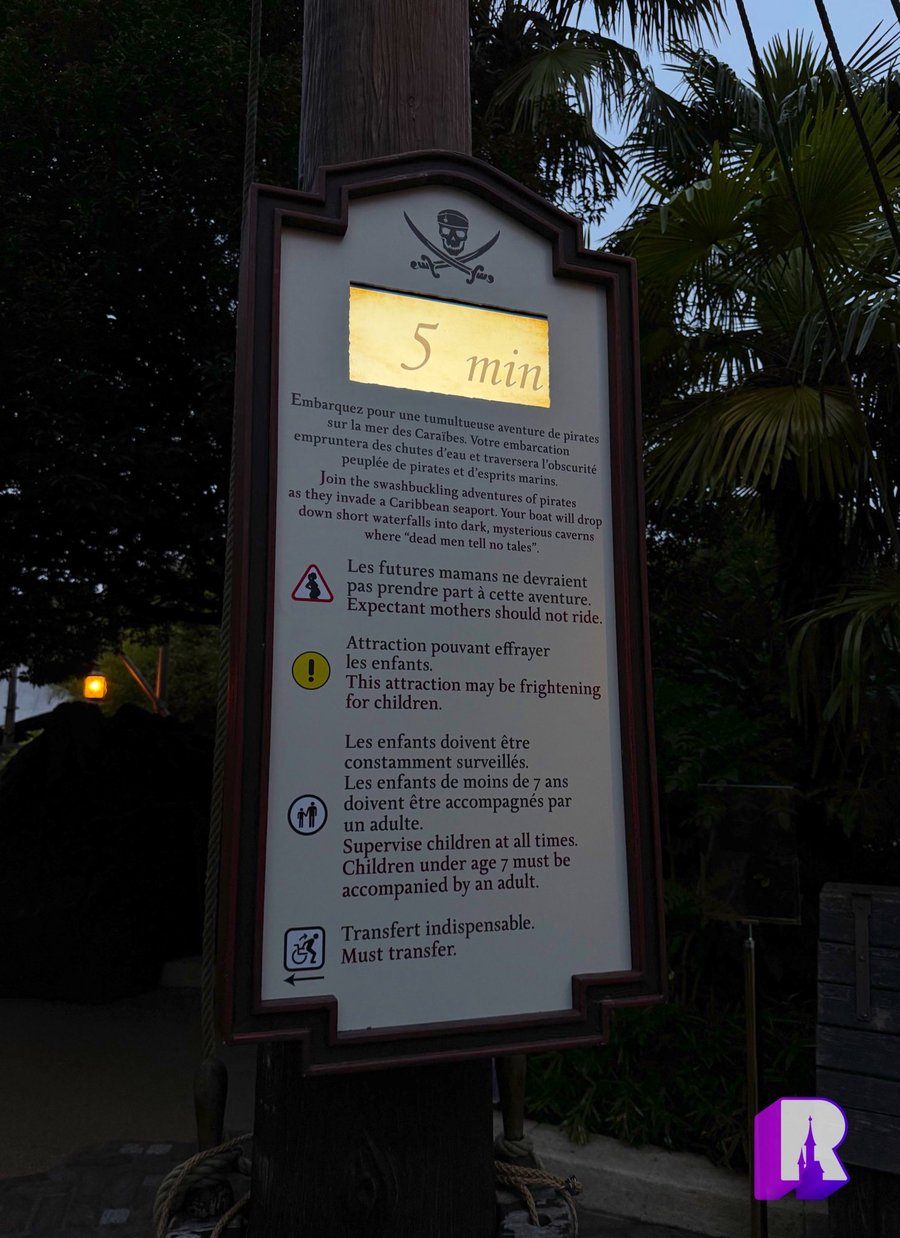 5 min
Embarquez pour une tumultueuse aventure de pirates
sur la mer des Caraïbes. Votre embarcation
empruntera des chutes d'eau et traversera l'obscurité
peuplée de pirates et d'esprits marins.
Join the swashbuckling adventures of pirates
as they invade a Caribbean seaport. Your boat will drop
down short waterfalls into dark, mysterious caverns
where “dead men tell no tales”.
Les futures mamans ne devraient
pas prendre part à cette aventure.
Expectant mothers should not ride.
Attraction pouvant effrayer
les enfants.
This attraction may be frightening
for children.
Les enfants doivent être
constamment surveillés.
Les enfants de moins de 7 ans
doivent être accompagnés par
un adulte.
Supervise children at all times.
Children under age 7 must be
accompanied by an adult.
Transfert indispensable.
Must transfer.
R